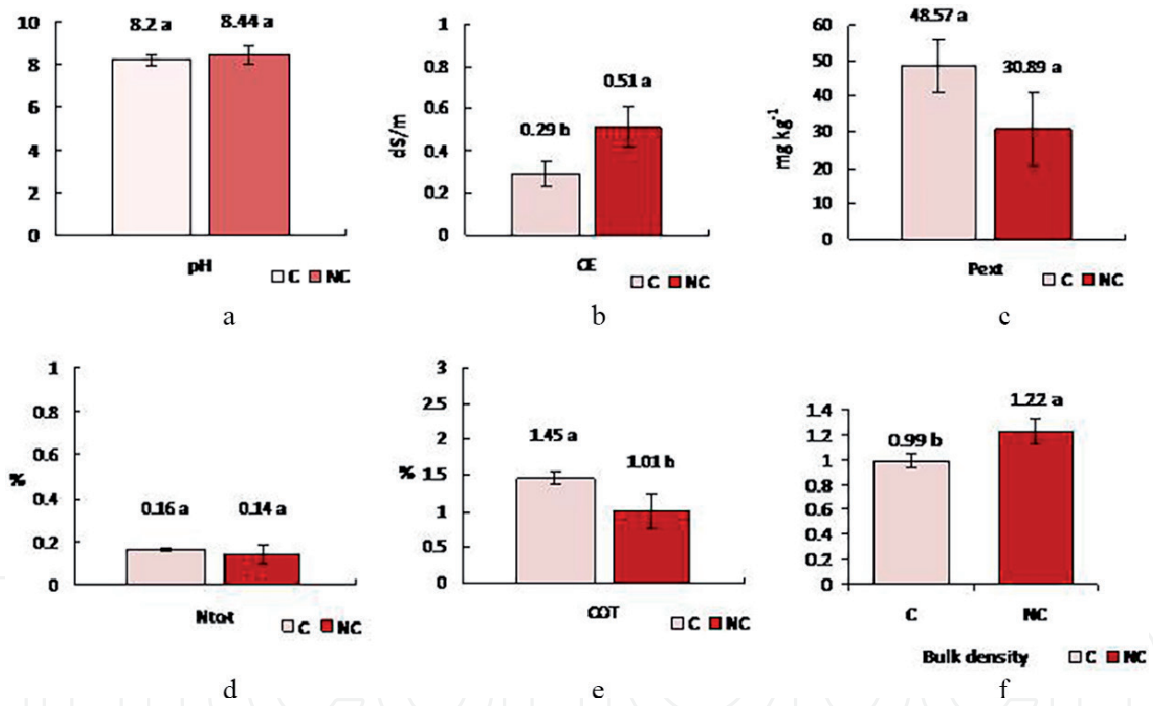 8.2 a
8.44 a
10
8
6
4
2
0
pH
C NC
a
1
0.8
0.6
0.4
0.2
0
dS/m
0.29 b
0.51 a
CE
C NC
b
60
50
40
30
20
10
0
mg kg-1
48.57 a
30.89 a
Pext
C NC
c
1
0.8
0.6
0.4
0.2
0
%
0.16 a
0.14 a
Ntot
C NC
d
3
2.5
2
1.5
1
0.5
0
%
1.45 a
1.01 b
COT
C NC
e
1.4
1.2
1
0.8
0.6
0.4
0.2
0
0.99 b
1.22 a
C NC
Bulk density C NC
f